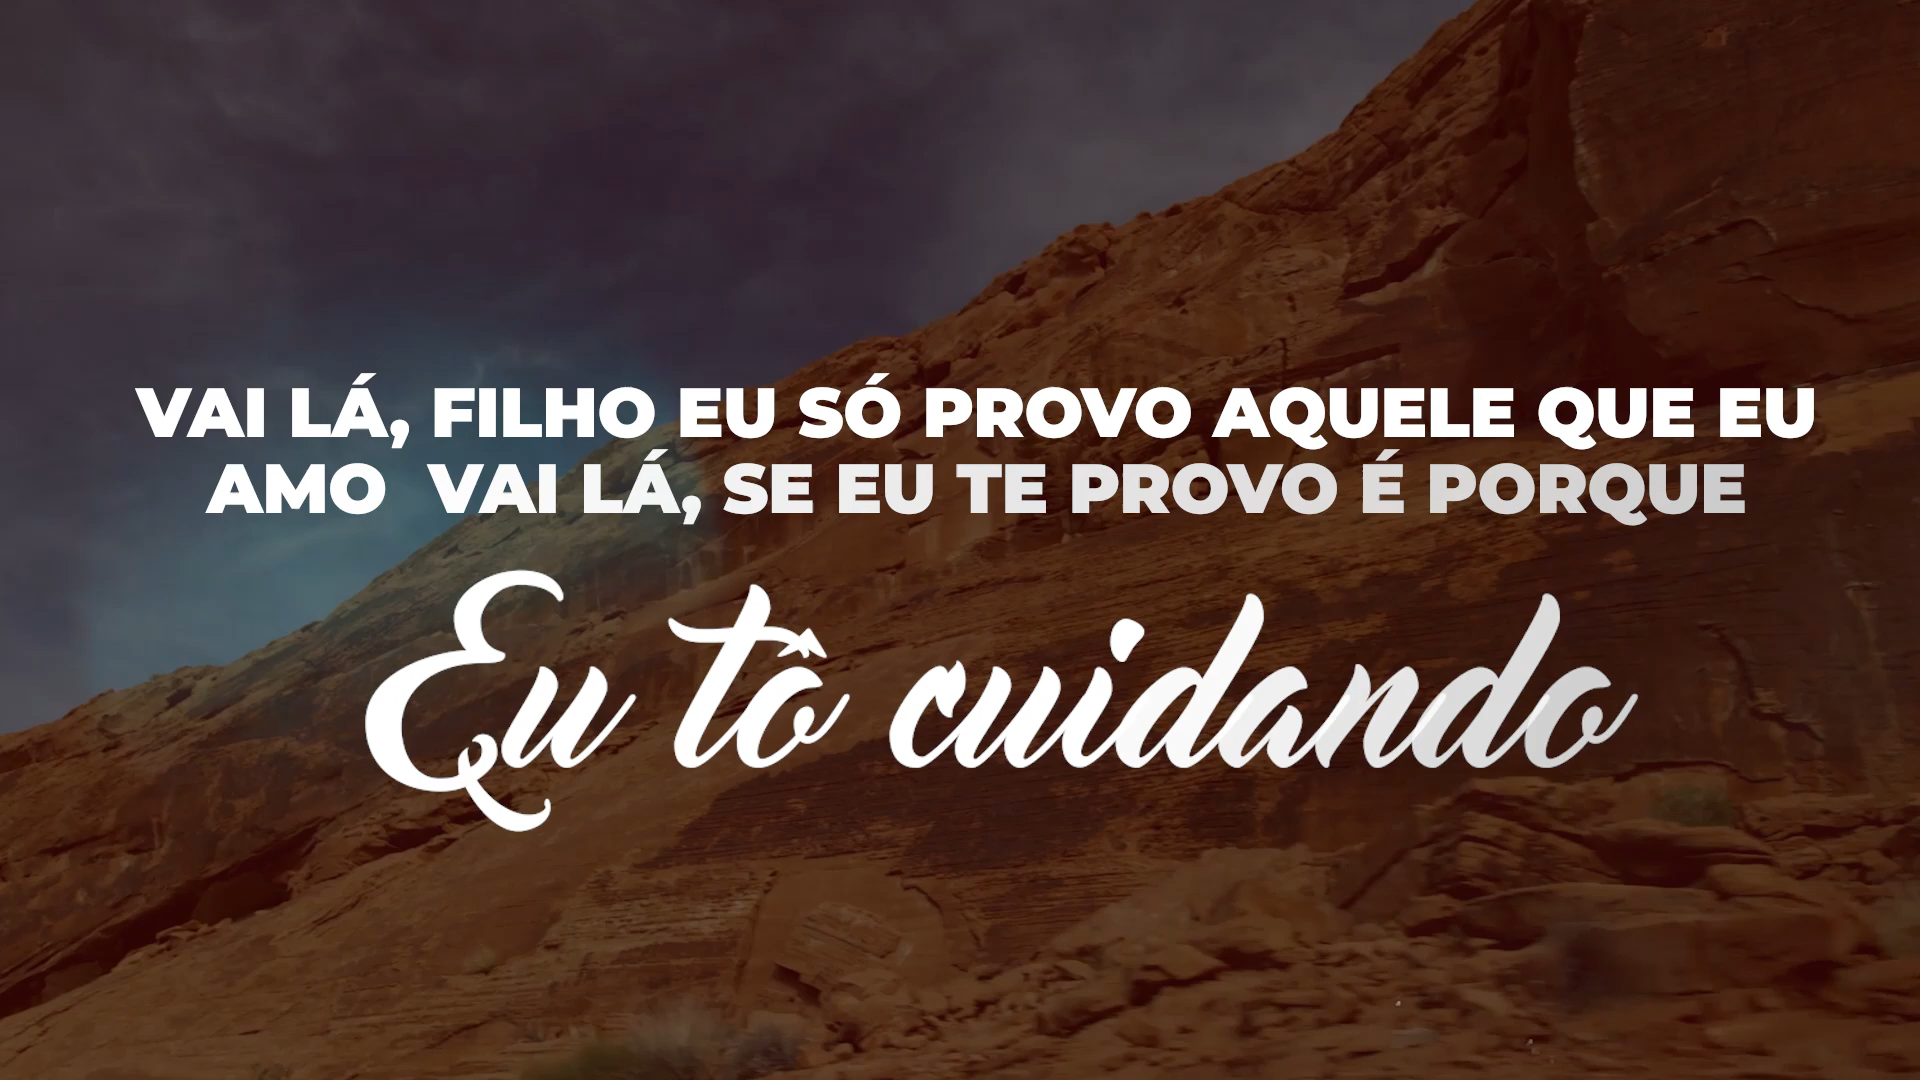 VAI LÁ, FILHO EU SÓ PROVO AQUELE QUE EU
AMO  VAI LÁ, SE EU TE PROVO É PORQUE
Eu tô cuidando